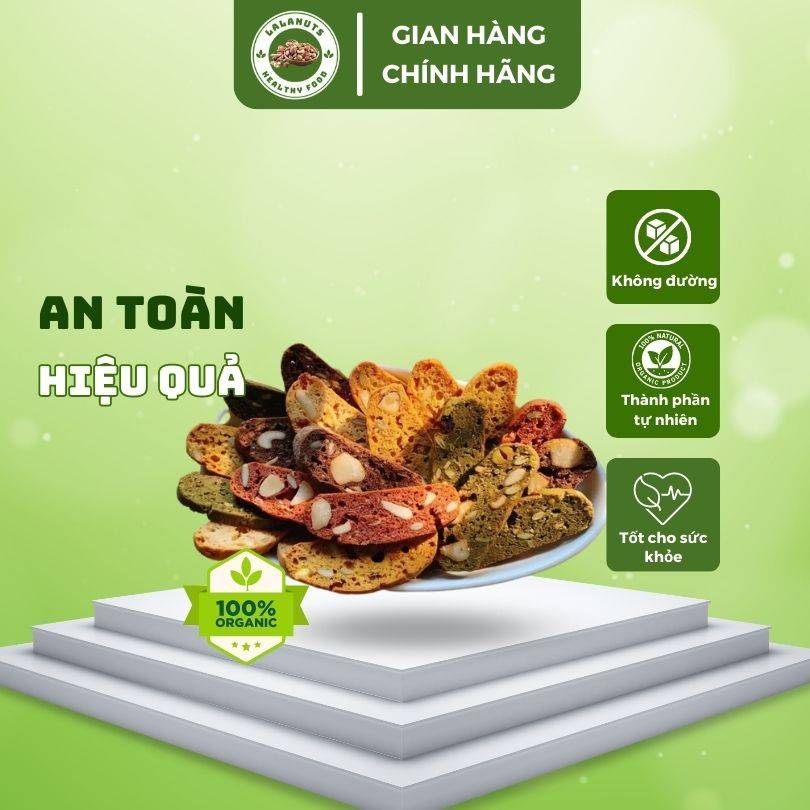 LALANUTS
HEALTHY FOOD
GIAN HÀNG
CHÍNH HÃNG
AN TOÀN
HIỆU QUẢ
Không đường
100% NATURAL
ORGANIC PRODUCT
Thành phần
tự nhiên
Tốt cho sức
khỏe
100%
ORGANIC